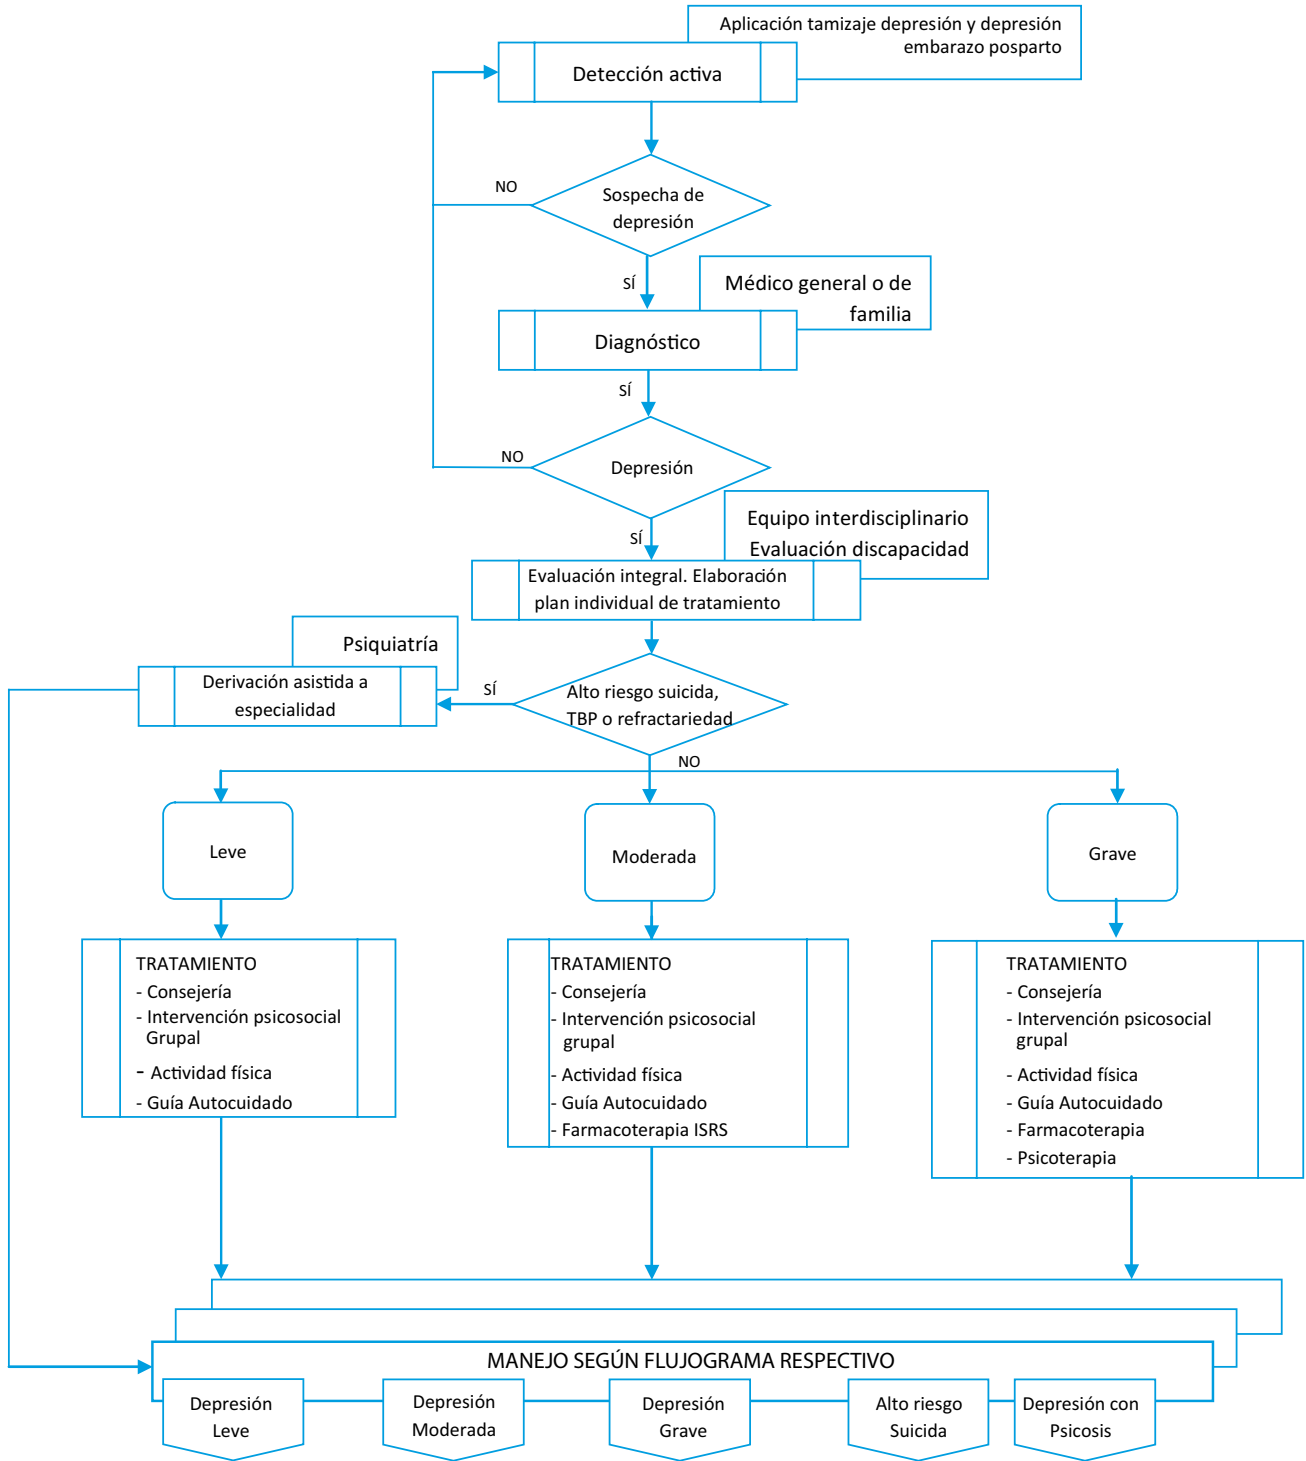 Aplicación tamizaje depresión y depresión
embarazo posparto
Detección activa
NO
Sospecha de
depresión
SÍ
Médico general o de
familia
Diagnóstico
SÍ
NO
Depresión
Equipo interdisciplinario
Evaluación discapacidad
SÍ
Evaluación integral. Elaboración
plan individual de tratamiento
Psiquiatría
Derivación asistida a
especialidad
SÍ
Alto riesgo suicida,
TBP o refractariedad
NO
Leve
Moderada
Grave
TRATAMIENTO
- Consejería
- Intervención psicosocial
Grupal
- Actividad física
- Guía Autocuidado
TRATAMIENTO
- Consejería
- Intervención psicosocial
grupal
- Actividad física
- Guía Autocuidado
- Farmacoterapia ISRS
TRATAMIENTO
- Consejería
- Intervención psicosocial
grupal
- Actividad física
- Guía Autocuidado
- Farmacoterapia
- Psicoterapia
MANEJO SEGÚN FLUJOGRAMA RESPECTIVO
Depresión
Leve
Depresión
Moderada
Depresión
Grave
Alto riesgo
Suicida
Depresión con
Psicosis